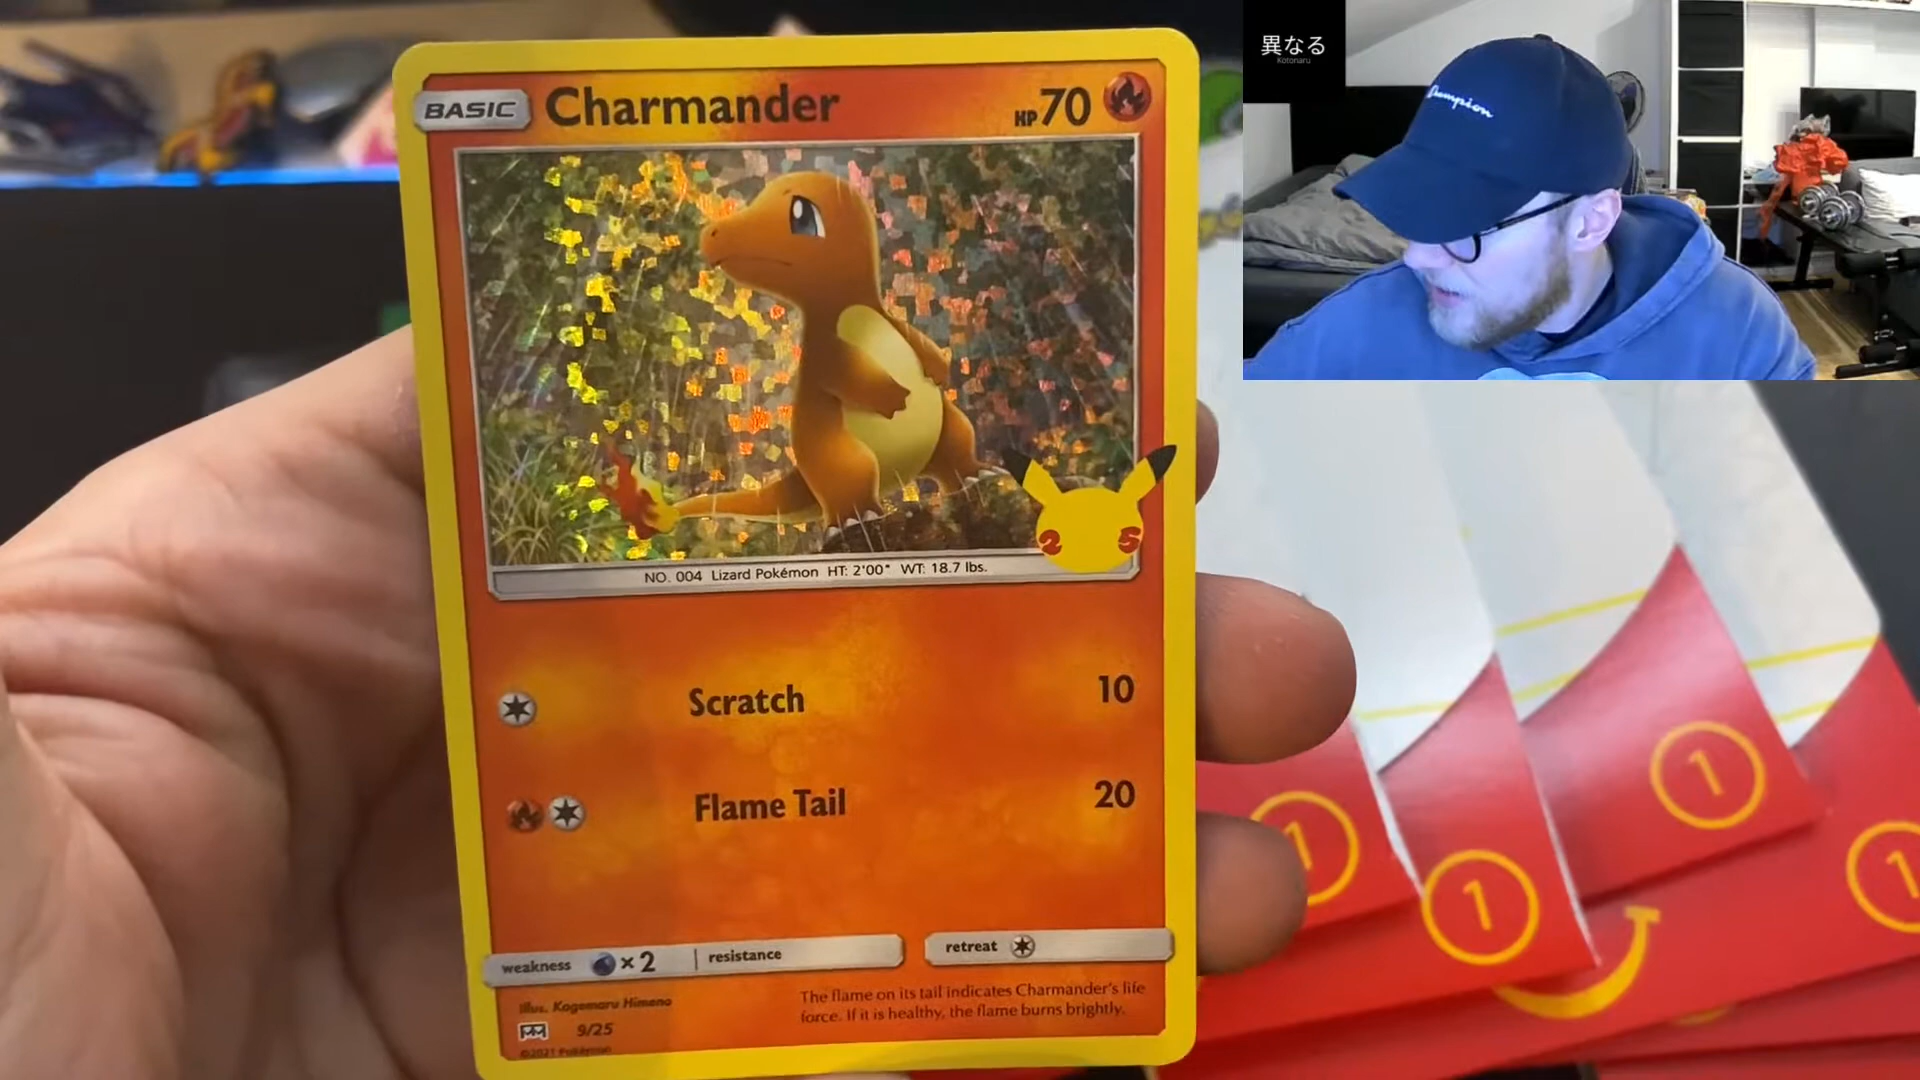 BASIC Charmander HP70
25
NO. 004 Lizard Pokémon HT: 2'00" WT: 18.7 lbs.
Scratch 10
Flame Tail 20
weakness ×2 resistance retreat
Illus. Kagemaru Himeno
The flame on its tail indicates Charmander's life
force. If it is healthy, the flame burns brightly.
9/25
©2021 Pokémon
異なる
Kotonaru
Champion
1
1
1
1